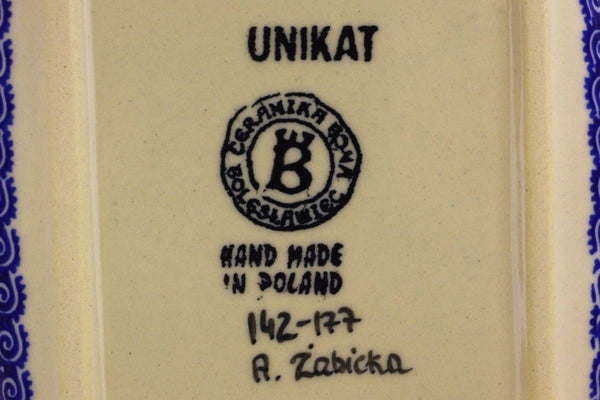 UNIKAT
CERAMIKA BONA
B
BOLESŁAWIEC
HAND MADE
IN POLAND
142-177
A. Żabicka